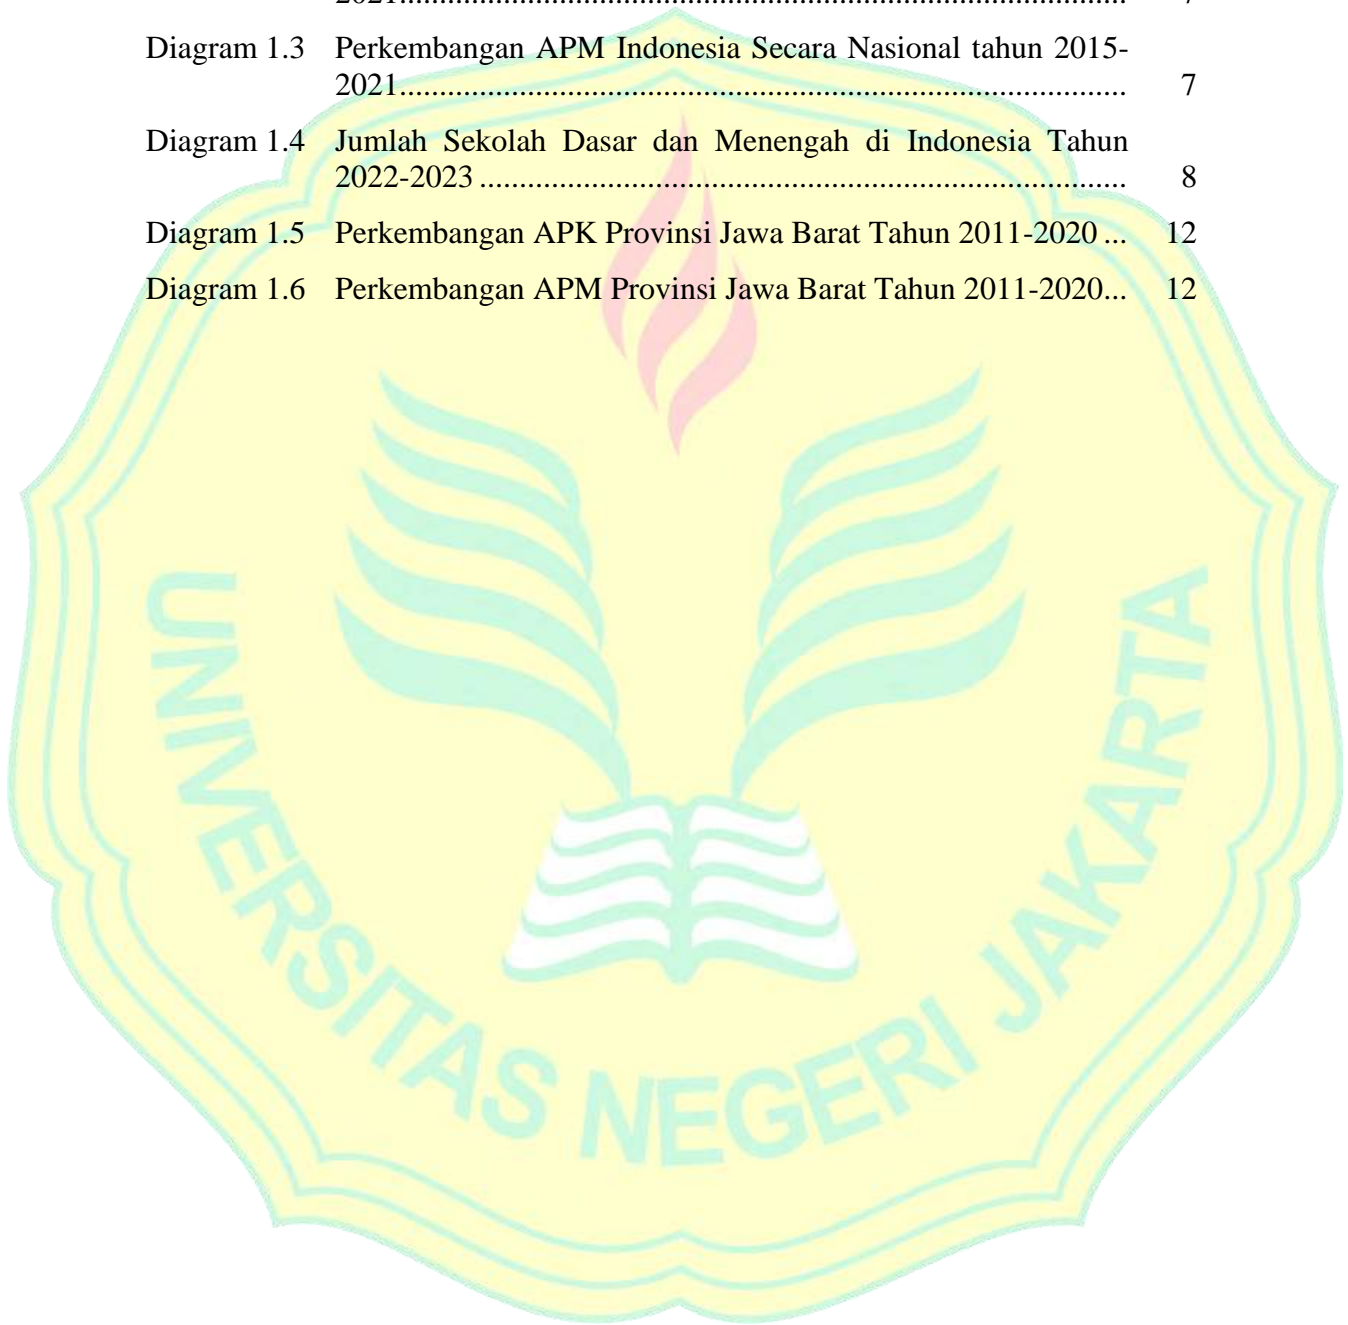 2021........................................................................................ 7
Diagram 1.3 Perkembangan APM Indonesia Secara Nasional tahun 2015-
2021........................................................................................ 7
Diagram 1.4 Jumlah Sekolah Dasar dan Menengah di Indonesia Tahun
2022-2023 ............................................................................... 8
Diagram 1.5 Perkembangan APK Provinsi Jawa Barat Tahun 2011-2020 ... 12
Diagram 1.6 Perkembangan APM Provinsi Jawa Barat Tahun 2011-2020... 12
UNIVERSITAS NEGERI JAKARTA